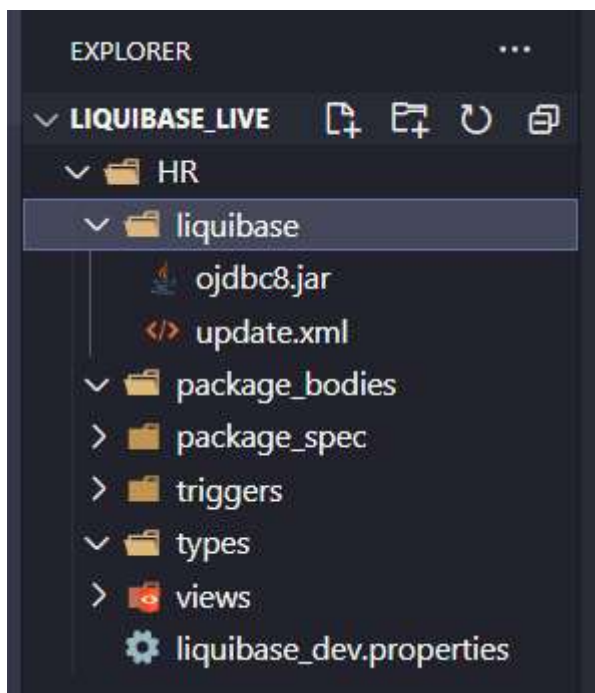 EXPLORER ...
LIQUIBASE_LIVE
HR
liquibase
ojdbc8.jar
update.xml
package_bodies
package_spec
triggers
types
views
liquibase_dev.properties